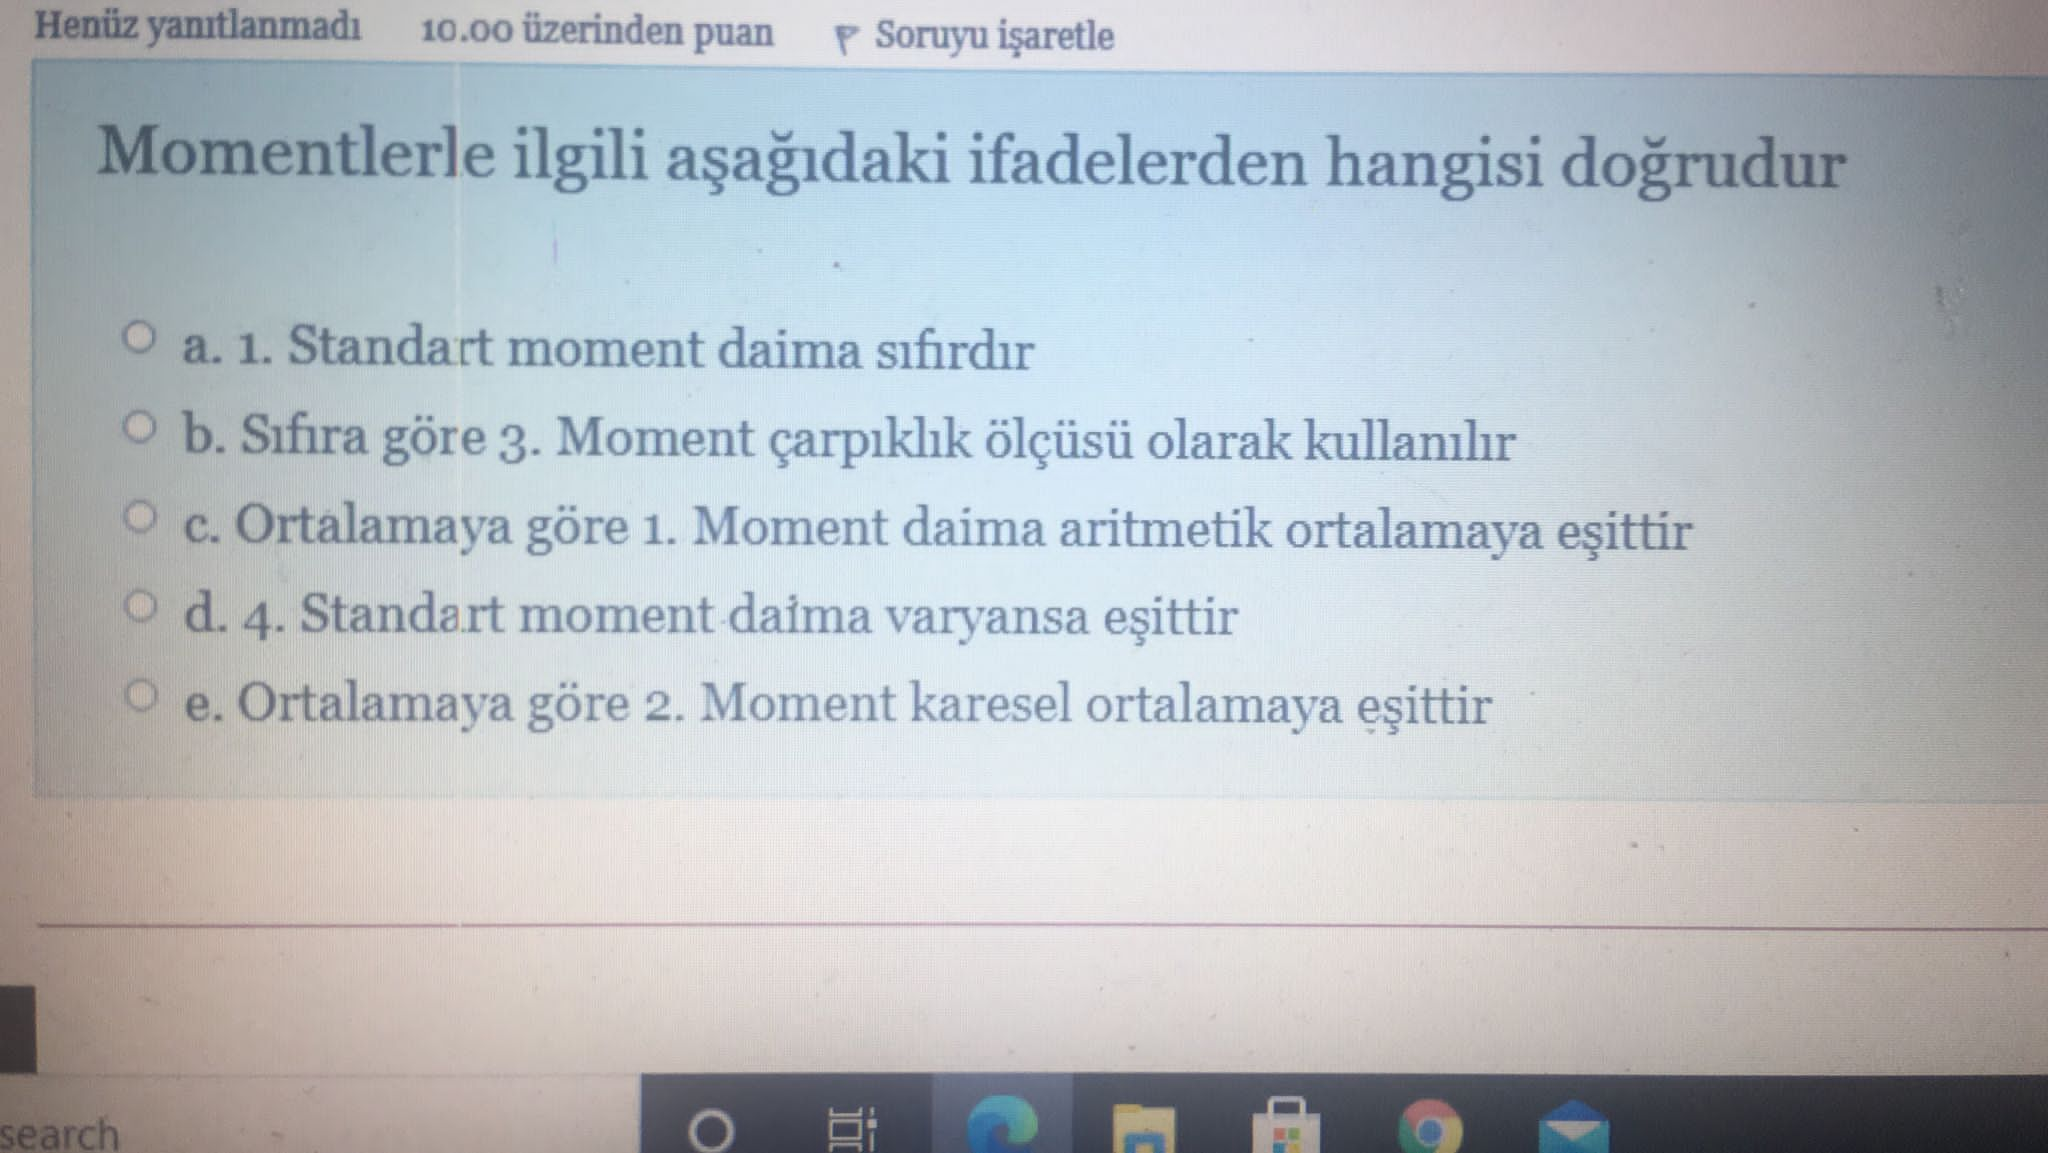 Henüz yanıtlanmadı 10.00 üzerinden puan Soruyu işaretle
Momentlerle ilgili aşağıdaki ifadelerden hangisi doğrudur
a. 1. Standart moment daima sıfırdır
b. Sıfıra göre 3. Moment çarpıklık ölçüsü olarak kullanılır
c. Ortalamaya göre 1. Moment daima aritmetik ortalamaya eşittir
d. 4. Standart moment daima varyansa eşittir
e. Ortalamaya göre 2. Moment karesel ortalamaya eşittir
search